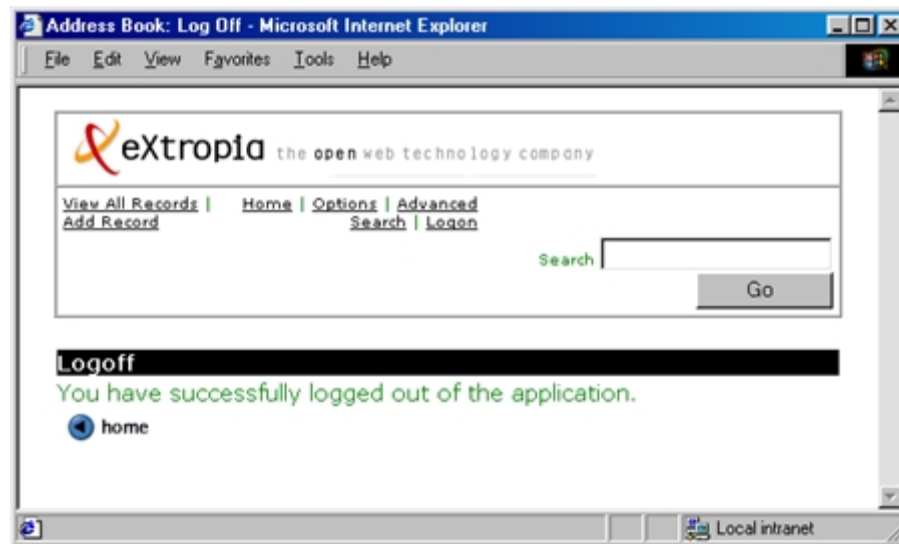 Address Book: Log Off - Microsoft Internet Explorer
File Edit View Favorites Tools Help
eXtropia the open web technology company
View All Records | Home | Options | Advanced
Add Record Search | Logon
Search
Go
Logoff
You have successfully logged out of the application.
home
Local intranet